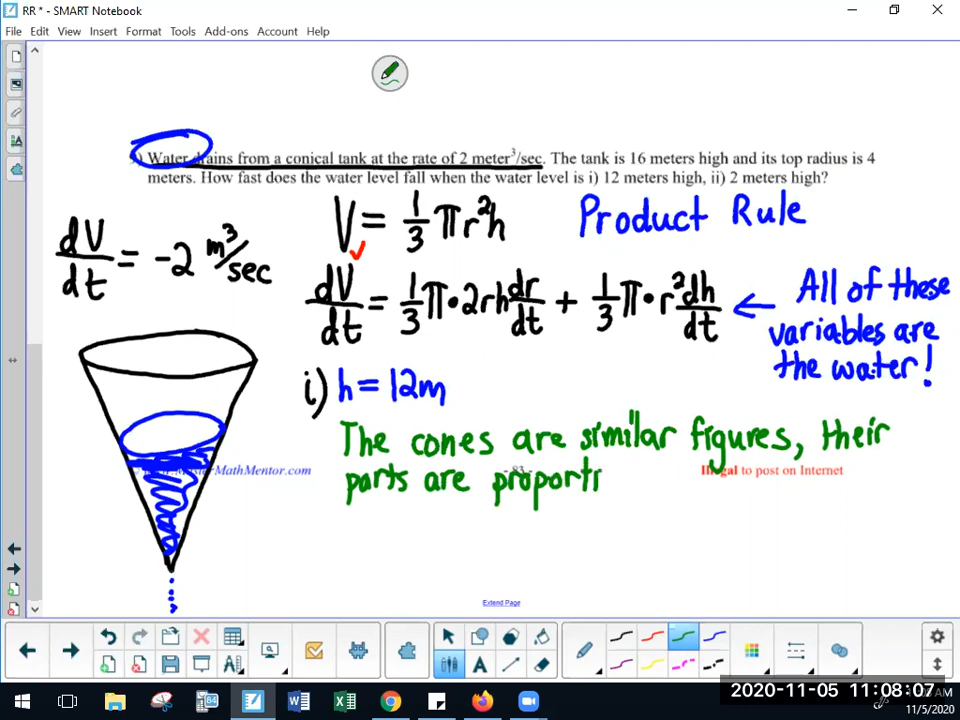 RR * - SMART Notebook
File Edit View Insert Format Tools Add-ons Account Help
Water drains from a conical tank at the rate of 2 meter³/sec. The tank is 16 meters high and its top radius is 4
meters. How fast does the water level fall when the water level is i) 12 meters high, ii) 2 meters high?
dV/dt = -2 m³/sec
V = 1/3 πr²h
Product Rule
dV/dt = 1/3 π • 2rh dr/dt + 1/3 π • r² dh/dt
← All of these
variables are
the water!
i) h = 12m
The cones are similar figures, their
parts are proporti
MasterMathMentor.com
- 83 -
Illegal to post on Internet
Extend Page
2020-11-05 11:08:07
11/5/2020